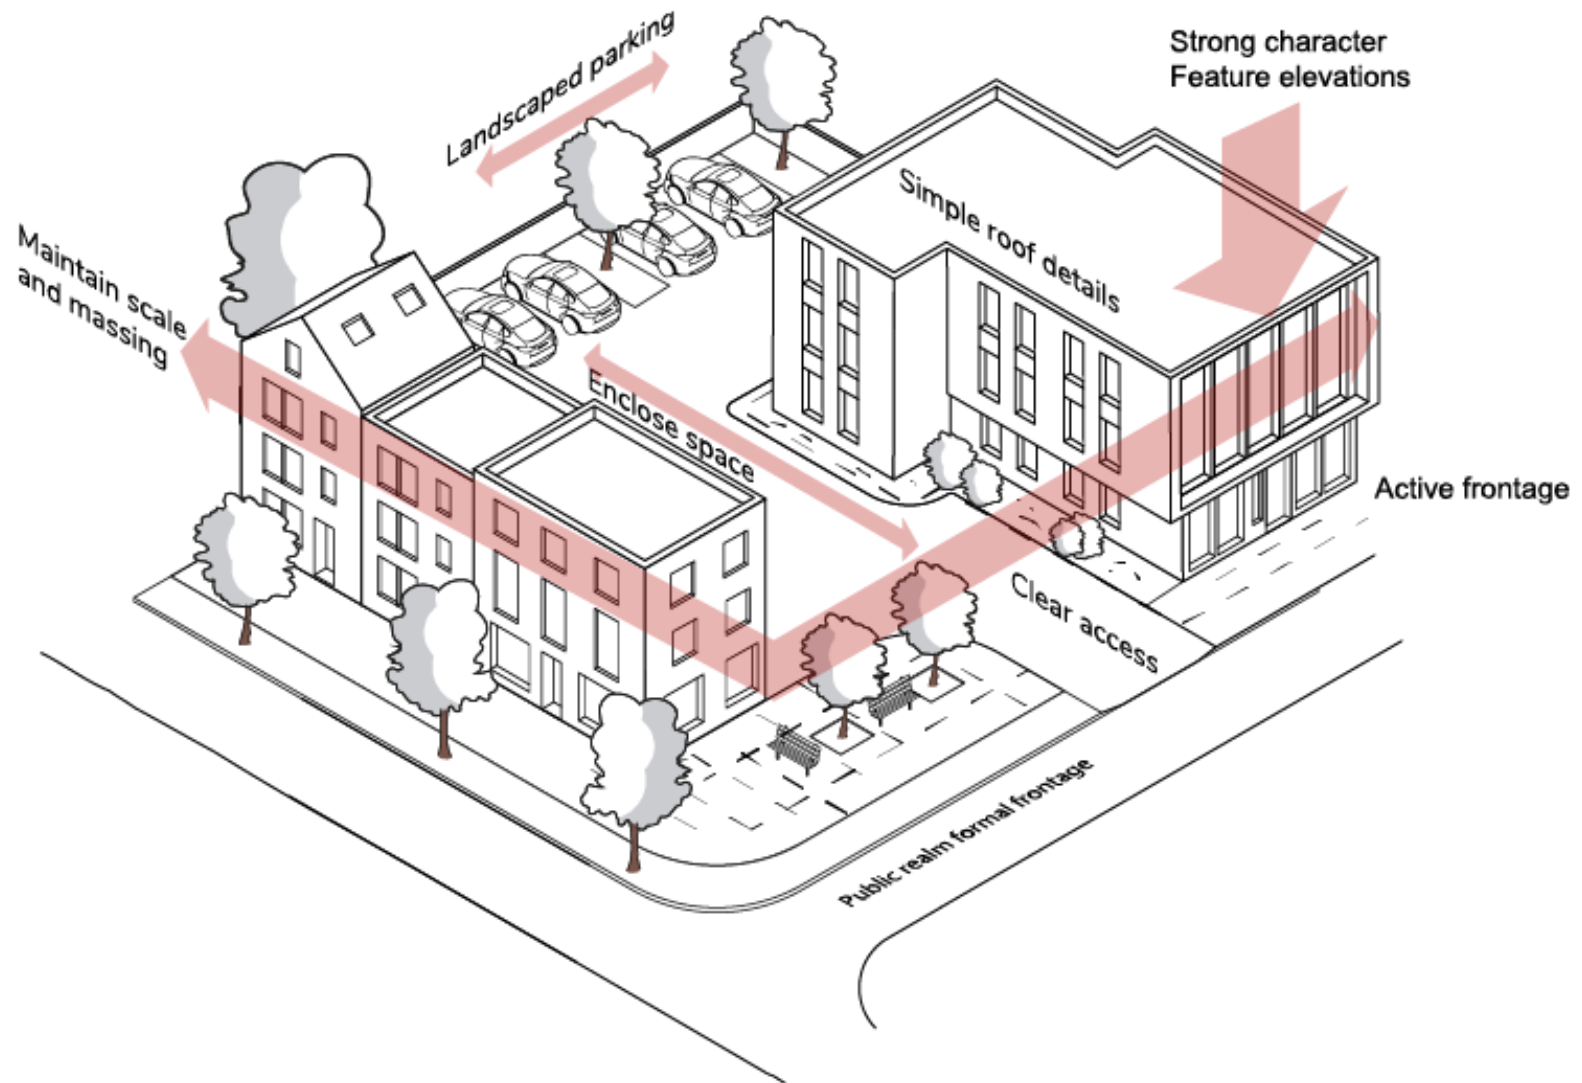 Landscaped parking
Strong character
Feature elevations
Simple roof details
Maintain scale
and massing
Enclose space
Active frontage
Clear access
Public realm formal frontage